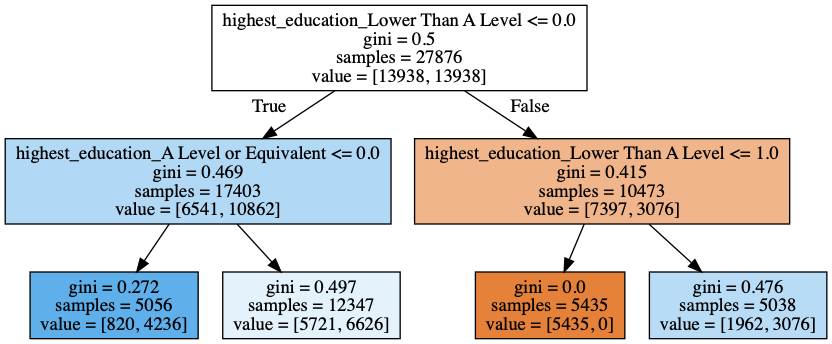 highest_education_Lower Than A Level <= 0.0
gini = 0.5
samples = 27876
value = [13938, 13938]
True
False
highest_education_A Level or Equivalent <= 0.0
gini = 0.469
samples = 17403
value = [6541, 10862]
highest_education_Lower Than A Level <= 1.0
gini = 0.415
samples = 10473
value = [7397, 3076]
gini = 0.272
samples = 5056
value = [820, 4236]
gini = 0.497
samples = 12347
value = [5721, 6626]
gini = 0.0
samples = 5435
value = [5435, 0]
gini = 0.476
samples = 5038
value = [1962, 3076]